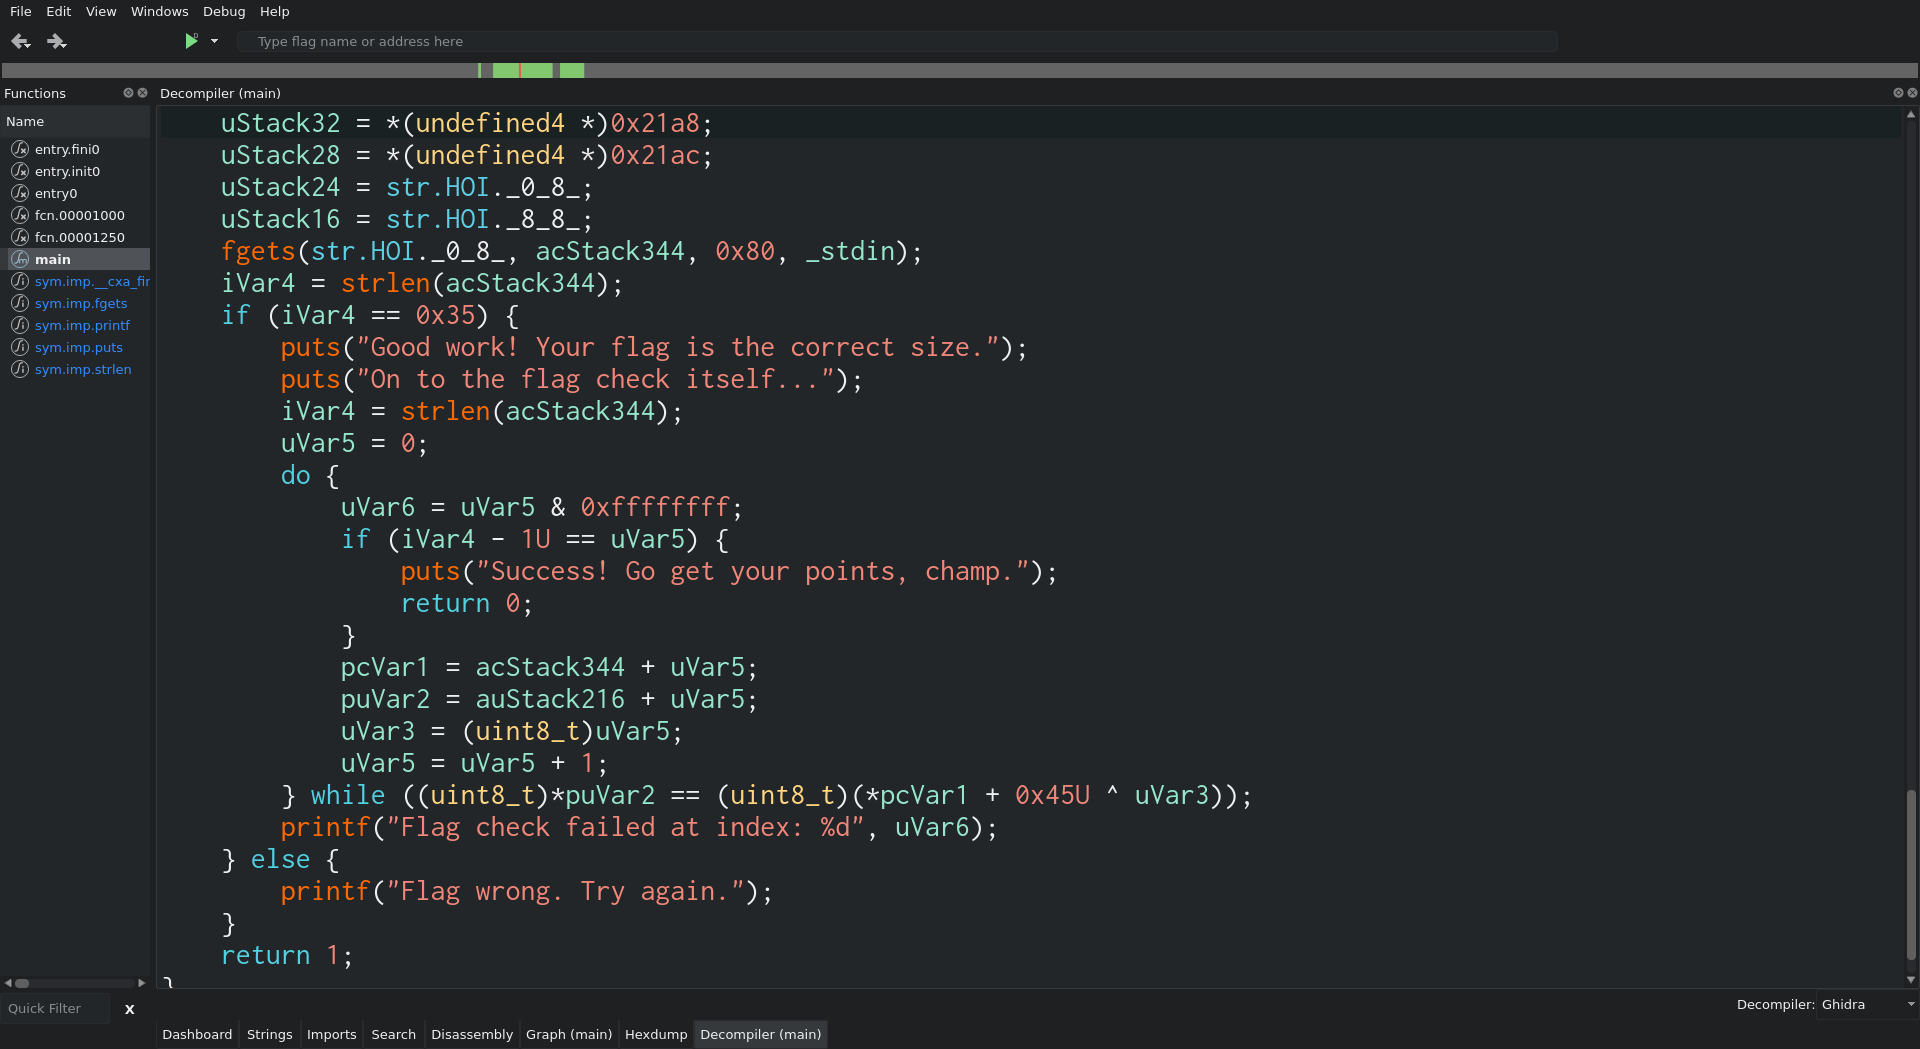 File Edit View Windows Debug Help
Type flag name or address here
Functions
Decompiler (main)
Name
entry.fini0
entry.init0
entry0
fcn.00001000
fcn.00001250
main
sym.imp.__cxa_fir
sym.imp.fgets
sym.imp.printf
sym.imp.puts
sym.imp.strlen
uStack32 = *(undefined4 *)0x21a8;
uStack28 = *(undefined4 *)0x21ac;
uStack24 = str.HOI._0_8_;
uStack16 = str.HOI._8_8_;
fgets(str.HOI._0_8_, acStack344, 0x80, _stdin);
iVar4 = strlen(acStack344);
if (iVar4 == 0x35) {
puts("Good work! Your flag is the correct size.");
puts("On to the flag check itself...");
iVar4 = strlen(acStack344);
uVar5 = 0;
do {
uVar6 = uVar5 & 0xffffffff;
if (iVar4 - 1U == uVar5) {
puts("Success! Go get your points, champ.");
return 0;
}
pcVar1 = acStack344 + uVar5;
puVar2 = auStack216 + uVar5;
uVar3 = (uint8_t)uVar5;
uVar5 = uVar5 + 1;
} while ((uint8_t)*puVar2 == (uint8_t)(*pcVar1 + 0x45U ^ uVar3));
printf("Flag check failed at index: %d", uVar6);
} else {
printf("Flag wrong. Try again.");
}
return 1;
}
Quick Filter X
Decompiler: Ghidra
Dashboard Strings Imports Search Disassembly Graph (main) Hexdump Decompiler (main)